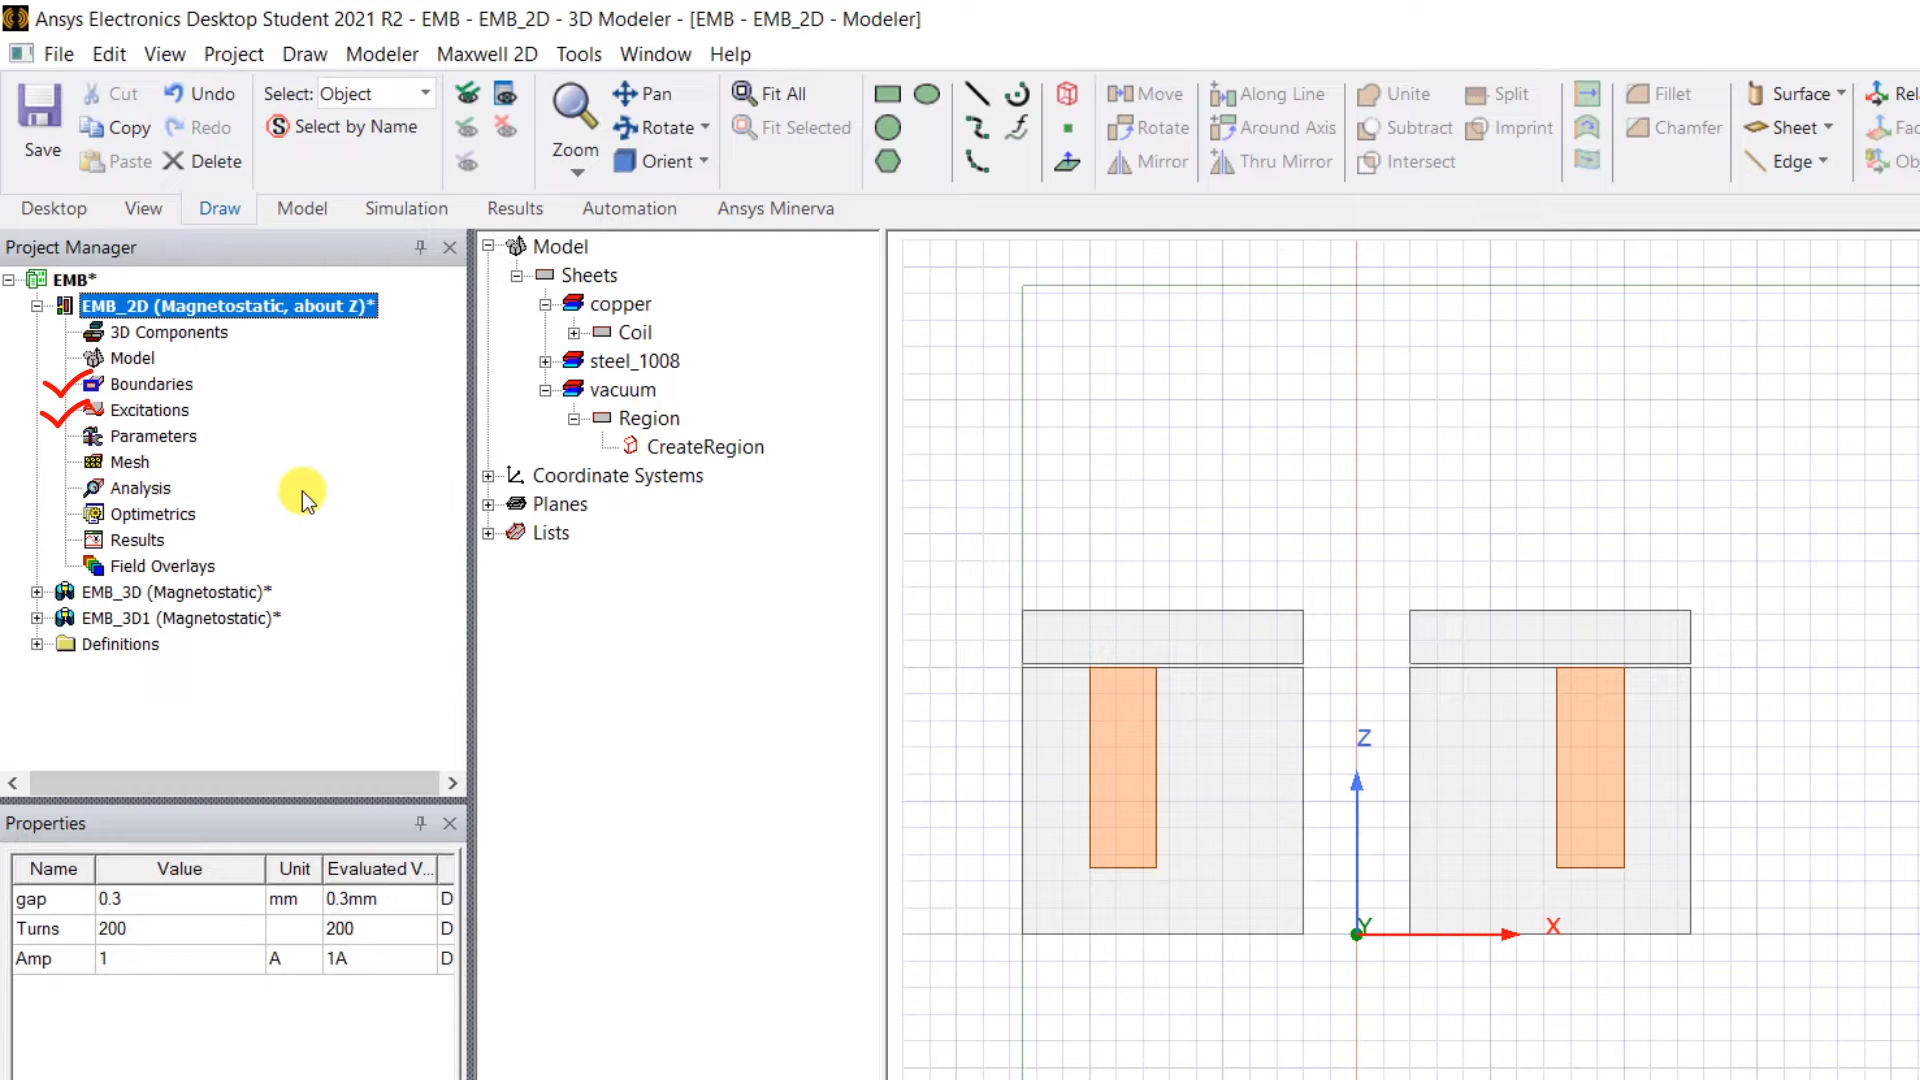 Ansys Electronics Desktop Student 2021 R2 - EMB - EMB_2D - 3D Modeler - [EMB - EMB_2D - Modeler]
File Edit View Project Draw Modeler Maxwell 2D Tools Window Help
Save Cut Copy Paste Undo Redo Delete
Select: Object
Select by Name
Zoom Pan Rotate Orient
Fit All Fit Selected
Move Rotate Mirror
Along Line Around Axis Thru Mirror
Unite Subtract Intersect Split Imprint
Fillet Chamfer
Surface Sheet Edge
Desktop View Draw Model Simulation Results Automation Ansys Minerva
Project Manager
EMB*
EMB_2D (Magnetostatic, about Z)*
3D Components
Model
Boundaries
Excitations
Parameters
Mesh
Analysis
Optimetrics
Results
Field Overlays
EMB_3D (Magnetostatic)*
EMB_3D1 (Magnetostatic)*
Definitions
Properties
Name Value Unit Evaluated V...
gap 0.3 mm 0.3mm D
Turns 200 200 D
Amp 1 A 1A D
Model
Sheets
copper
Coil
steel_1008
vacuum
Region
CreateRegion
Coordinate Systems
Planes
Lists
Z
Y
X